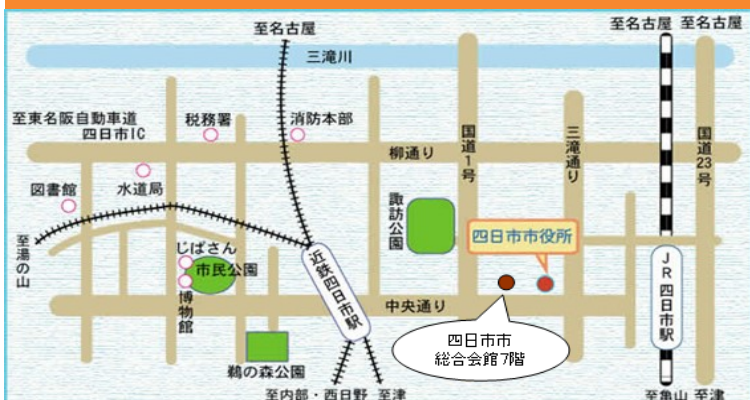 至名古屋
至名古屋
至名古屋
三滝川
至東名阪自動車道
四日市IC
税務署
消防本部
柳通り
国道1号
三滝通り
国道23号
図書館
水道局
諏訪公園
四日市市役所
至湯の山
じばさん
市民公園
博物館
近鉄四日市駅
JR四日市駅
中央通り
四日市市
総合会館7階
鵜の森公園
至内部・西日野
至津
至亀山
至津